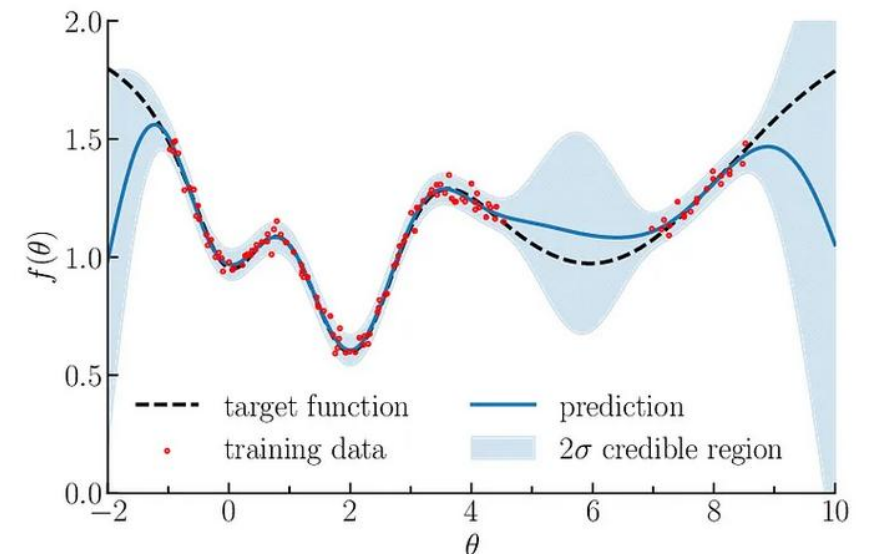 2.0
1.5
1.0
0.5
0.0
f(θ)
target function
prediction
training data
2σ credible region
−2 0 2 4 6 8 10
θ